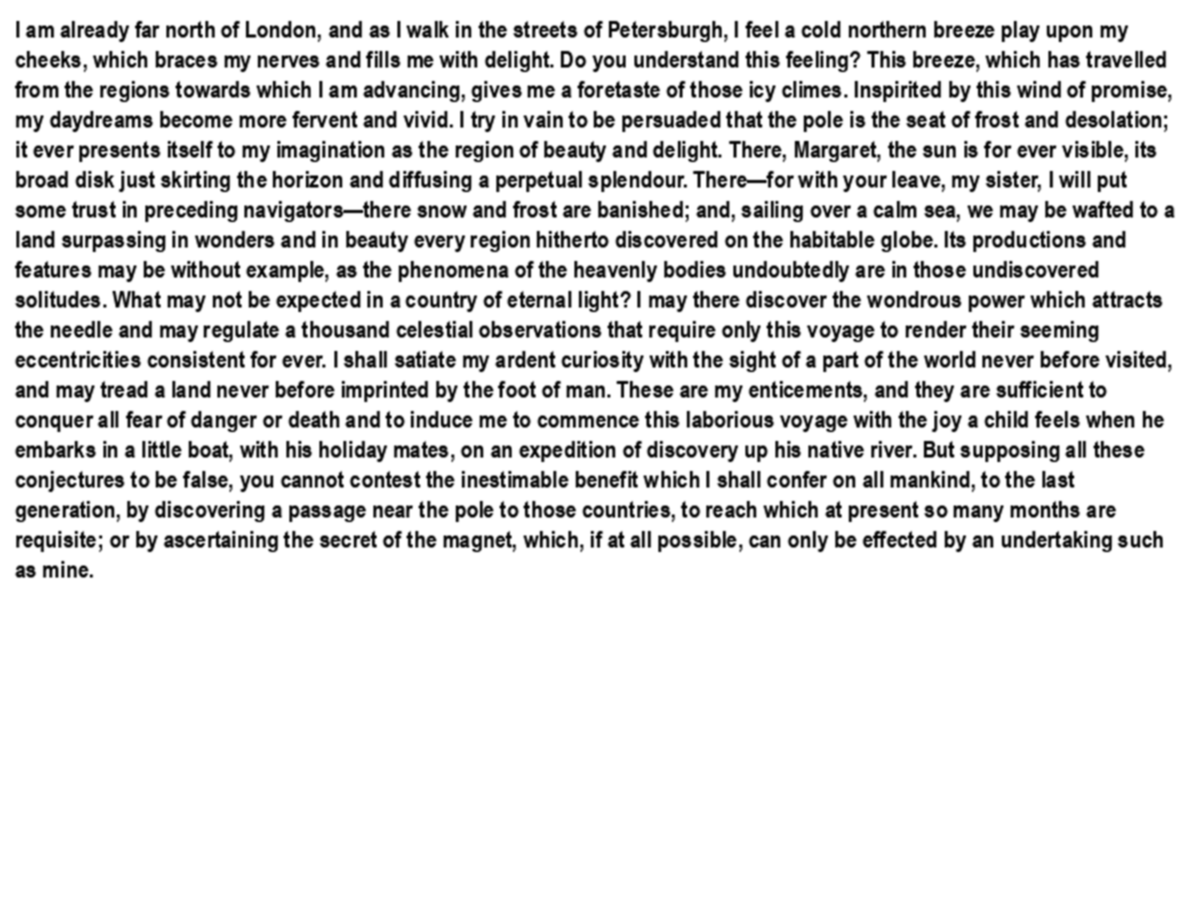 I am already far north of London, and as I walk in the streets of Petersburgh, I feel a cold northern breeze play upon my
cheeks, which braces my nerves and fills me with delight. Do you understand this feeling? This breeze, which has travelled
from the regions towards which I am advancing, gives me a foretaste of those icy climes. Inspirited by this wind of promise,
my daydreams become more fervent and vivid. I try in vain to be persuaded that the pole is the seat of frost and desolation;
it ever presents itself to my imagination as the region of beauty and delight. There, Margaret, the sun is for ever visible, its
broad disk just skirting the horizon and diffusing a perpetual splendour. There—for with your leave, my sister, I will put
some trust in preceding navigators—there snow and frost are banished; and, sailing over a calm sea, we may be wafted to a
land surpassing in wonders and in beauty every region hitherto discovered on the habitable globe. Its productions and
features may be without example, as the phenomena of the heavenly bodies undoubtedly are in those undiscovered
solitudes. What may not be expected in a country of eternal light? I may there discover the wondrous power which attracts
the needle and may regulate a thousand celestial observations that require only this voyage to render their seeming
eccentricities consistent for ever. I shall satiate my ardent curiosity with the sight of a part of the world never before visited,
and may tread a land never before imprinted by the foot of man. These are my enticements, and they are sufficient to
conquer all fear of danger or death and to induce me to commence this laborious voyage with the joy a child feels when he
embarks in a little boat, with his holiday mates, on an expedition of discovery up his native river. But supposing all these
conjectures to be false, you cannot contest the inestimable benefit which I shall confer on all mankind, to the last
generation, by discovering a passage near the pole to those countries, to reach which at present so many months are
requisite; or by ascertaining the secret of the magnet, which, if at all possible, can only be effected by an undertaking such
as mine.